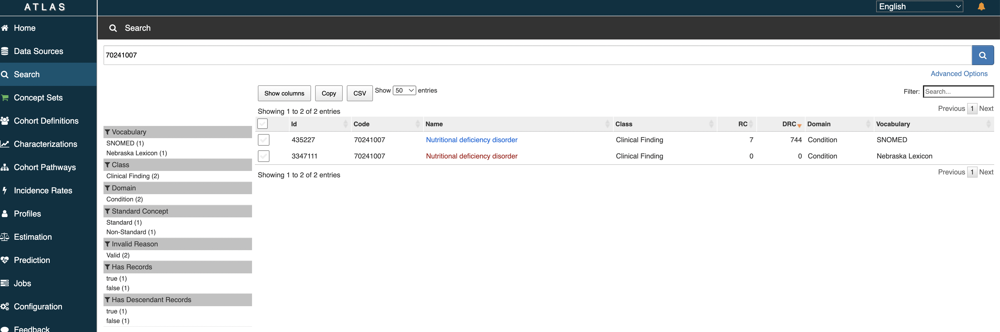 ATLAS
English
Home
Data Sources
Search
Concept Sets
Cohort Definitions
Characterizations
Cohort Pathways
Incidence Rates
Profiles
Estimation
Prediction
Jobs
Configuration
Feedback
Search
70241007
Advanced Options
Show columns Copy CSV Show 50 entries
Filter: Search...
Showing 1 to 2 of 2 entries
Previous 1 Next
Vocabulary
SNOMED (1)
Nebraska Lexicon (1)
Class
Clinical Finding (2)
Domain
Condition (2)
Standard Concept
Standard (1)
Non-Standard (1)
Invalid Reason
Valid (2)
Has Records
true (1)
false (1)
Has Descendant Records
true (1)
false (1)
Id Code Name Class RC DRC Domain Vocabulary
435227 70241007 Nutritional deficiency disorder Clinical Finding 7 744 Condition SNOMED
3347111 70241007 Nutritional deficiency disorder Clinical Finding 0 0 Condition Nebraska Lexicon
Showing 1 to 2 of 2 entries
Previous 1 Next